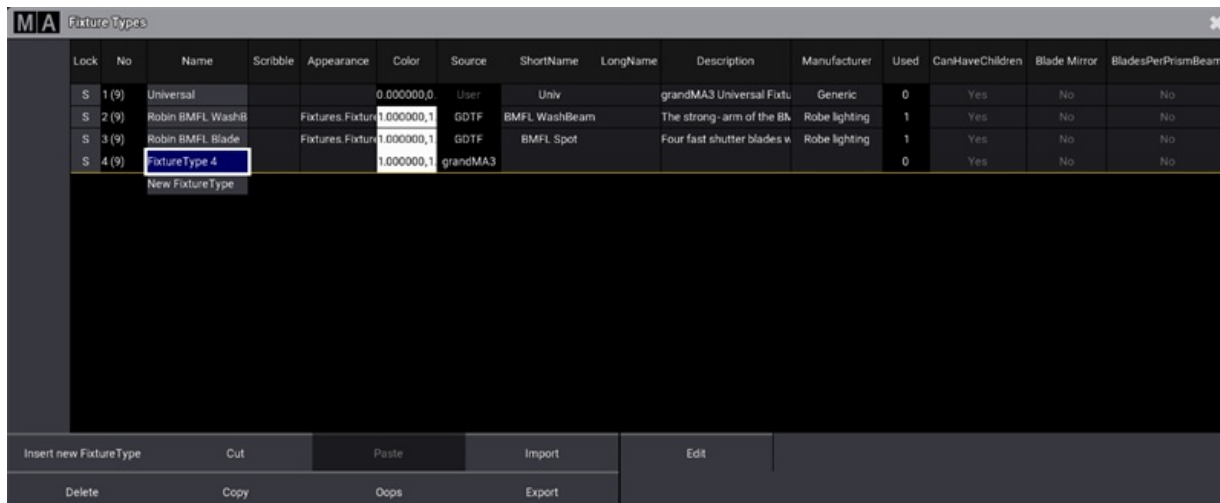 MA Fixture Types
Lock No Name Scribble Appearance Color Source ShortName LongName Description Manufacturer Used CanHaveChildren Blade Mirror BladesPerPrismBeam
S 1 (9) Universal 0.000000,0. User Univ grandMA3 Universal Fixtu Generic 0 Yes No No
S 2 (9) Robin BMFL WashB Fixtures.Fixture 1.000000,1. GDTF BMFL WashBeam The strong-arm of the BM Robe lighting 1 Yes No No
S 3 (9) Robin BMFL Blade Fixtures.Fixture 1.000000,1. GDTF BMFL Spot Four fast shutter blades w Robe lighting 1 Yes No No
S 4 (9) FixtureType 4 1.000000,1. grandMA3 0 Yes No No
New FixtureType
Insert new FixtureType Cut Paste Import Edit
Delete Copy Oops Export